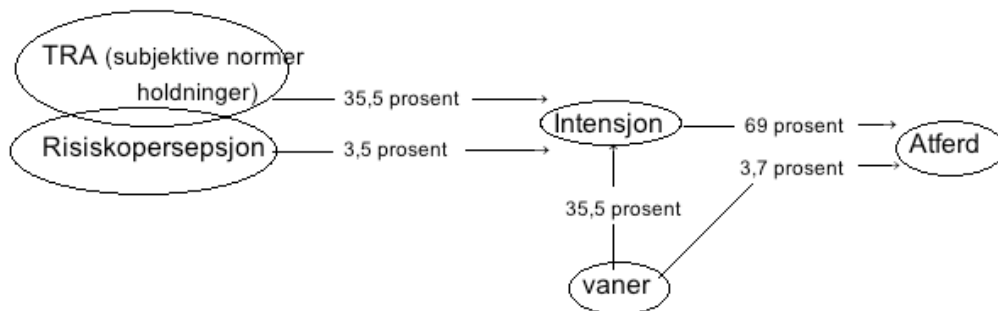 TRA (subjektive normer
holdninger)
35,5 prosent
Intensjon
69 prosent
Atferd
Risiskopersepsjon
3,5 prosent
3,7 prosent
35,5 prosent
vaner